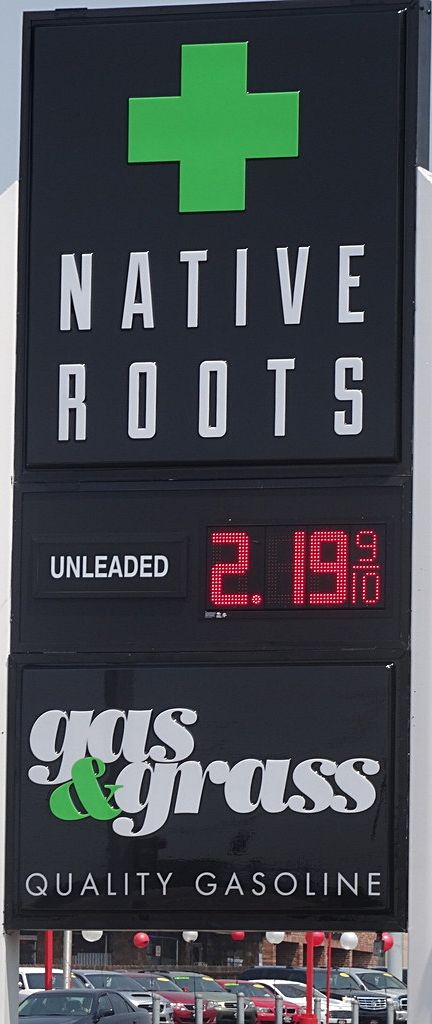 NATIVE
ROOTS
UNLEADED 2.19 9/10
gas
&grass
QUALITY GASOLINE